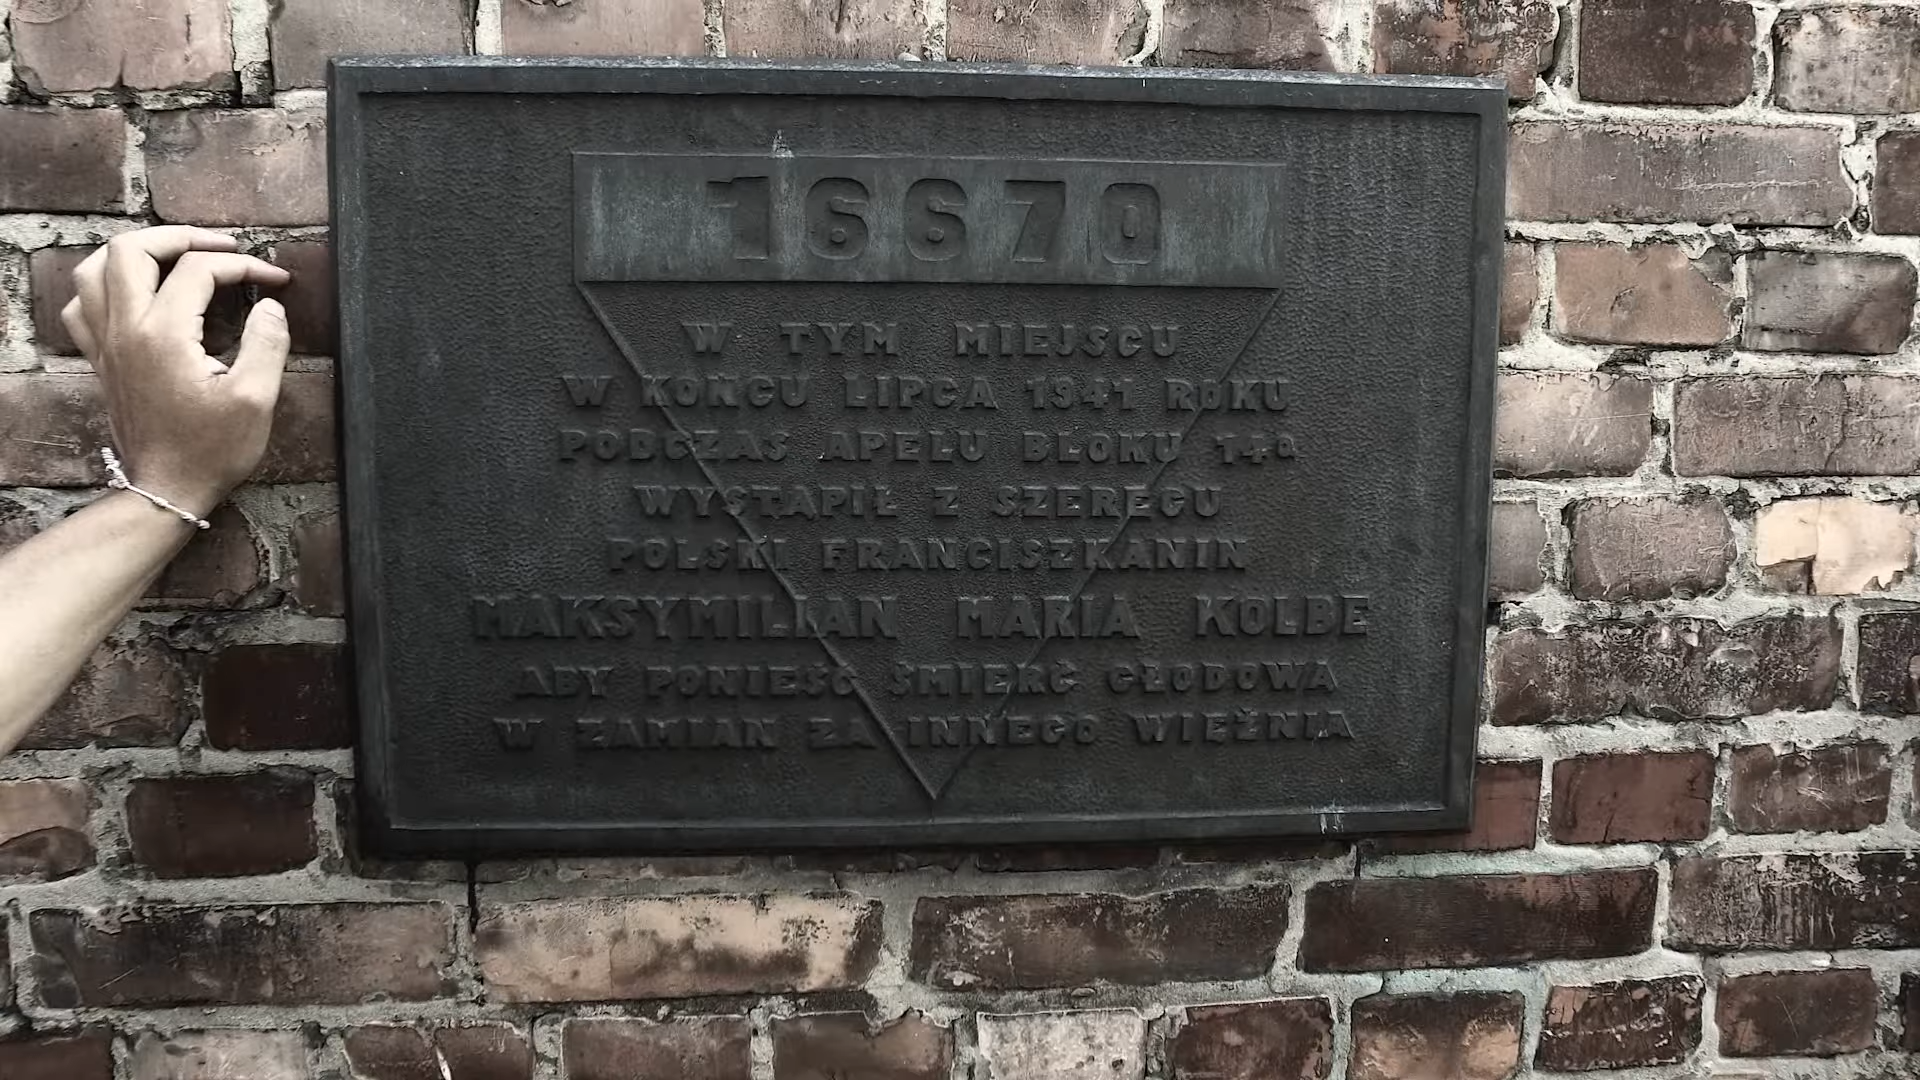 16670
W TYM MIEJSCU
W KOŃCU LIPCA 1941 ROKU
PODCZAS APELU BLOKU 14a
WYSTĄPIŁ Z SZEREGU
POLSKI FRANCISZKANIN
MAKSYMILIAN MARIA KOLBE
ABY PONIEŚĆ ŚMIERĆ GŁODOWĄ
W ZAMIAN ZA INNEGO WIĘŹNIA